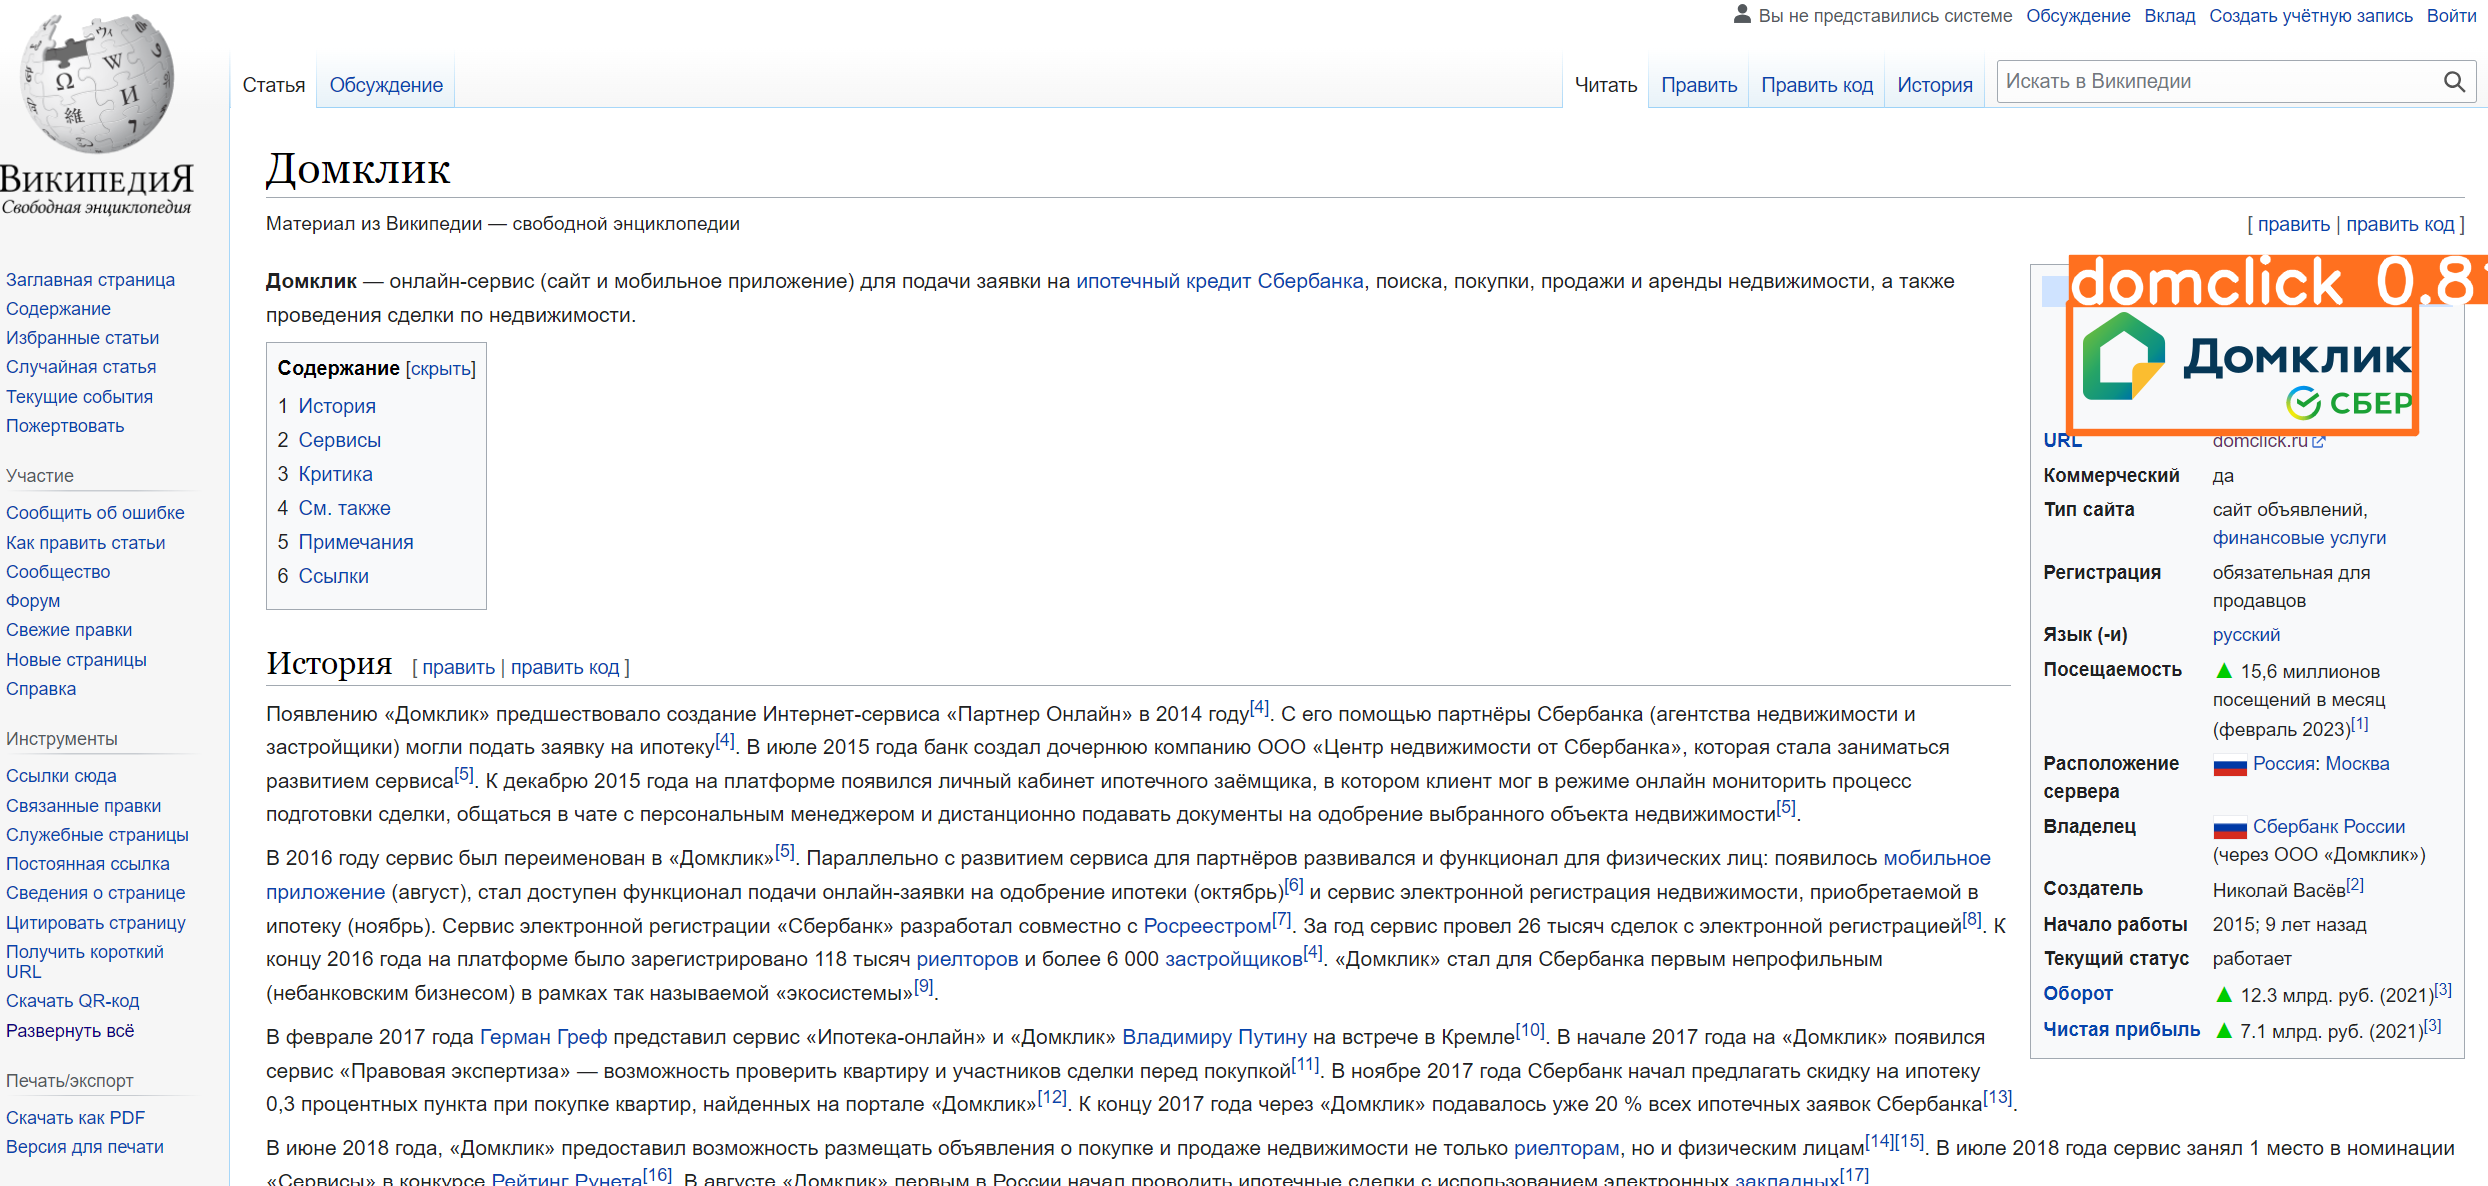 Вы не представились системе Обсуждение Вклад Создать учётную запись Войти
Статья Обсуждение Читать Править Править код История Искать в Википедии
ВикипедиЯ
Свободная энциклопедия
Заглавная страница
Содержание
Избранные статьи
Случайная статья
Текущие события
Пожертвовать
Участие
Сообщить об ошибке
Как править статьи
Сообщество
Форум
Свежие правки
Новые страницы
Справка
Инструменты
Ссылки сюда
Связанные правки
Служебные страницы
Постоянная ссылка
Сведения о странице
Цитировать страницу
Получить короткий
URL
Скачать QR-код
Развернуть всё
Печать/экспорт
Скачать как PDF
Версия для печати
Домклик
Материал из Википедии — свободной энциклопедии
[ править | править код ]
Домклик — онлайн-сервис (сайт и мобильное приложение) для подачи заявки на ипотечный кредит Сбербанка, поиска, покупки, продажи и аренды недвижимости, а также
проведения сделки по недвижимости.
Содержание [скрыть]
1 История
2 Сервисы
3 Критика
4 См. также
5 Примечания
6 Ссылки
История [ править | править код ]
Появлению «Домклик» предшествовало создание Интернет-сервиса «Партнер Онлайн» в 2014 году[4]. С его помощью партнёры Сбербанка (агентства недвижимости и
застройщики) могли подать заявку на ипотеку[4]. В июле 2015 года банк создал дочернюю компанию ООО «Центр недвижимости от Сбербанка», которая стала заниматься
развитием сервиса[5]. К декабрю 2015 года на платформе появился личный кабинет ипотечного заёмщика, в котором клиент мог в режиме онлайн мониторить процесс
подготовки сделки, общаться в чате с персональным менеджером и дистанционно подавать документы на одобрение выбранного объекта недвижимости[5].
В 2016 году сервис был переименован в «Домклик»[5]. Параллельно с развитием сервиса для партнёров развивался и функционал для физических лиц: появилось мобильное
приложение (август), стал доступен функционал подачи онлайн-заявки на одобрение ипотеки (октябрь)[6] и сервис электронной регистрация недвижимости, приобретаемой в
ипотеку (ноябрь). Сервис электронной регистрации «Сбербанк» разработал совместно с Росреестром[7]. За год сервис провел 26 тысяч сделок с электронной регистрацией[8]. К
концу 2016 года на платформе было зарегистрировано 118 тысяч риелторов и более 6 000 застройщиков[4]. «Домклик» стал для Сбербанка первым непрофильным
(небанковским бизнесом) в рамках так называемой «экосистемы»[9].
В феврале 2017 года Герман Греф представил сервис «Ипотека-онлайн» и «Домклик» Владимиру Путину на встрече в Кремле[10]. В начале 2017 года на «Домклик» появился
сервис «Правовая экспертиза» — возможность проверить квартиру и участников сделки перед покупкой[11]. В ноябре 2017 года Сбербанк начал предлагать скидку на ипотеку
0,3 процентных пункта при покупке квартир, найденных на портале «Домклик»[12]. К концу 2017 года через «Домклик» подавалось уже 20 % всех ипотечных заявок Сбербанка[13].
В июне 2018 года, «Домклик» предоставил возможность размещать объявления о покупке и продаже недвижимости не только риелторам, но и физическим лицам[14][15]. В июле 2018 года сервис занял 1 место в номинации
«Сервисы» в конкурсе Рейтинг Рунета[16]. В августе «Домклик» первым в России начал проводить ипотечные сделки с использованием электронных закладных[17]
domclick 0.8
Домклик
СБЕР
URL domclick.ru
Коммерческий да
Тип сайта сайт объявлений,
финансовые услуги
Регистрация обязательная для
продавцов
Язык (-и) русский
Посещаемость ▲ 15,6 миллионов
посещений в месяц
(февраль 2023)[1]
Расположение Россия: Москва
сервера
Владелец Сбербанк России
(через ООО «Домклик»)
Создатель Николай Васёв[2]
Начало работы 2015; 9 лет назад
Текущий статус работает
Оборот ▲ 12.3 млрд. руб. (2021)[3]
Чистая прибыль ▲ 7.1 млрд. руб. (2021)[3]